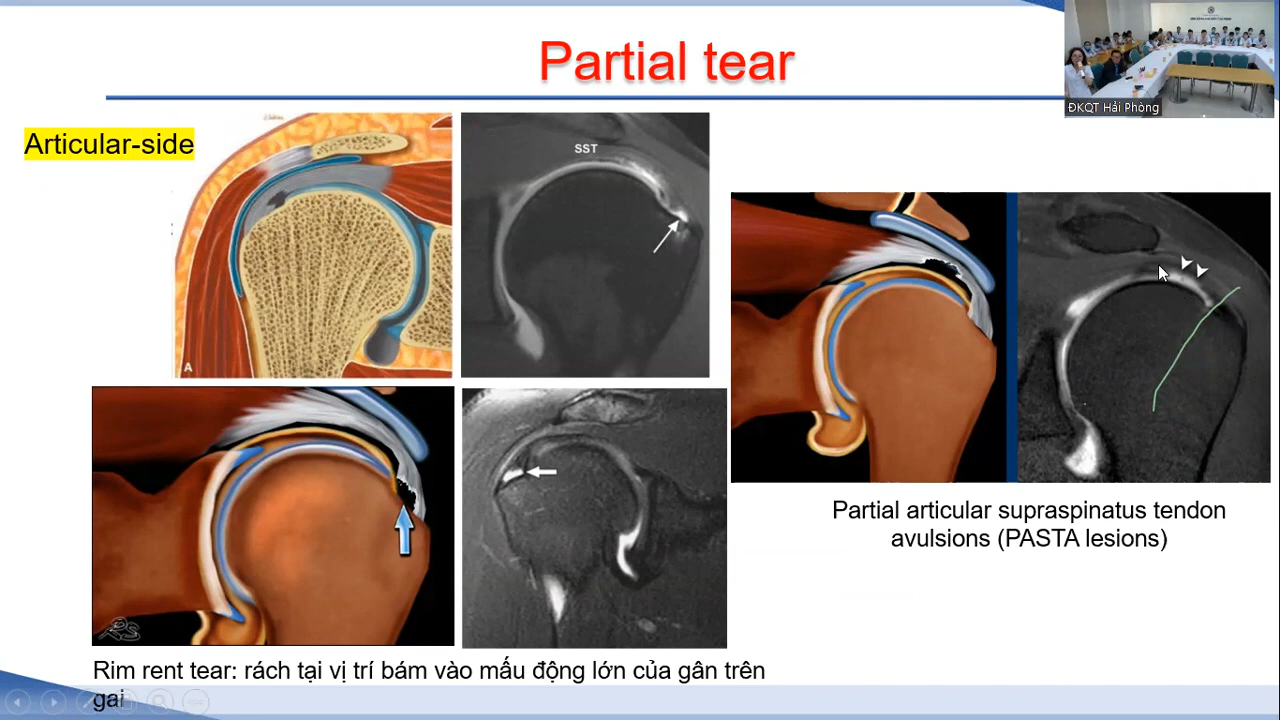 Partial tear
ĐKQT Hải Phòng
Articular-side
SST
A
Partial articular supraspinatus tendon
avulsions (PASTA lesions)
RS
Rim rent tear: rách tại vị trí bám vào mấu động lớn của gân trên
gai